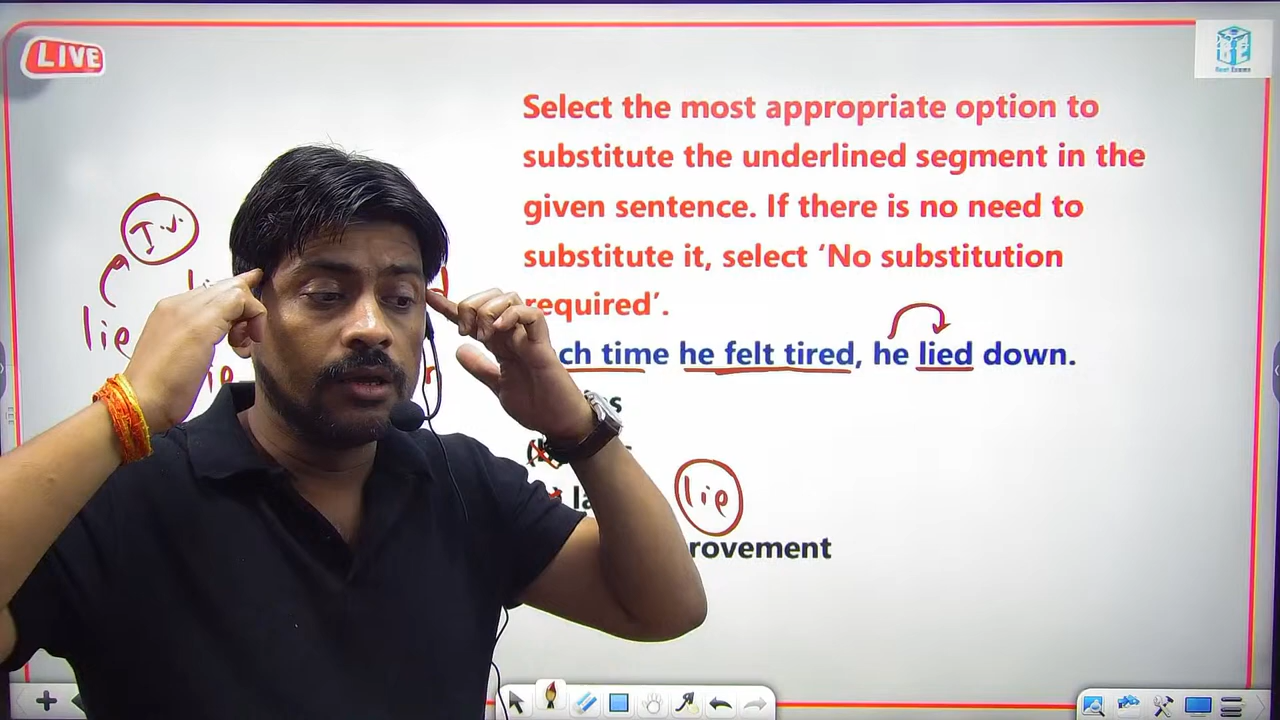 LIVE
Select the most appropriate option to
substitute the underlined segment in the
given sentence. If there is no need to
substitute it, select ‘No substitution
required’.
ch time he felt tired, he lied down.
lie
rovement
T.V.
lie